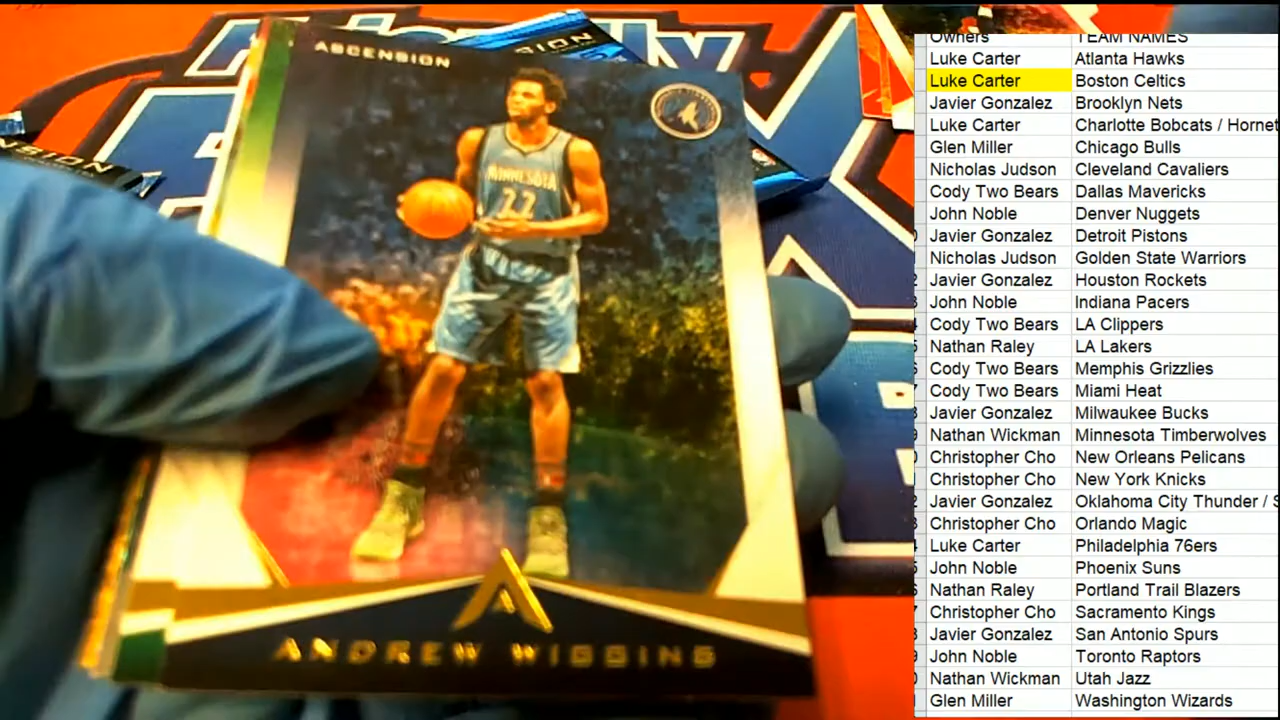 ASCENSION
MINNESOTA
22
ANDREW WIGGINS
Owners TEAM NAMES
Luke Carter Atlanta Hawks
Luke Carter Boston Celtics
Javier Gonzalez Brooklyn Nets
Luke Carter Charlotte Bobcats / Hornet
Glen Miller Chicago Bulls
Nicholas Judson Cleveland Cavaliers
Cody Two Bears Dallas Mavericks
John Noble Denver Nuggets
Javier Gonzalez Detroit Pistons
Nicholas Judson Golden State Warriors
Javier Gonzalez Houston Rockets
John Noble Indiana Pacers
Cody Two Bears LA Clippers
Nathan Raley LA Lakers
Cody Two Bears Memphis Grizzlies
Cody Two Bears Miami Heat
Javier Gonzalez Milwaukee Bucks
Nathan Wickman Minnesota Timberwolves
Christopher Cho New Orleans Pelicans
Christopher Cho New York Knicks
Javier Gonzalez Oklahoma City Thunder /
Christopher Cho Orlando Magic
Luke Carter Philadelphia 76ers
John Noble Phoenix Suns
Nathan Raley Portland Trail Blazers
Christopher Cho Sacramento Kings
Javier Gonzalez San Antonio Spurs
John Noble Toronto Raptors
Nathan Wickman Utah Jazz
Glen Miller Washington Wizards